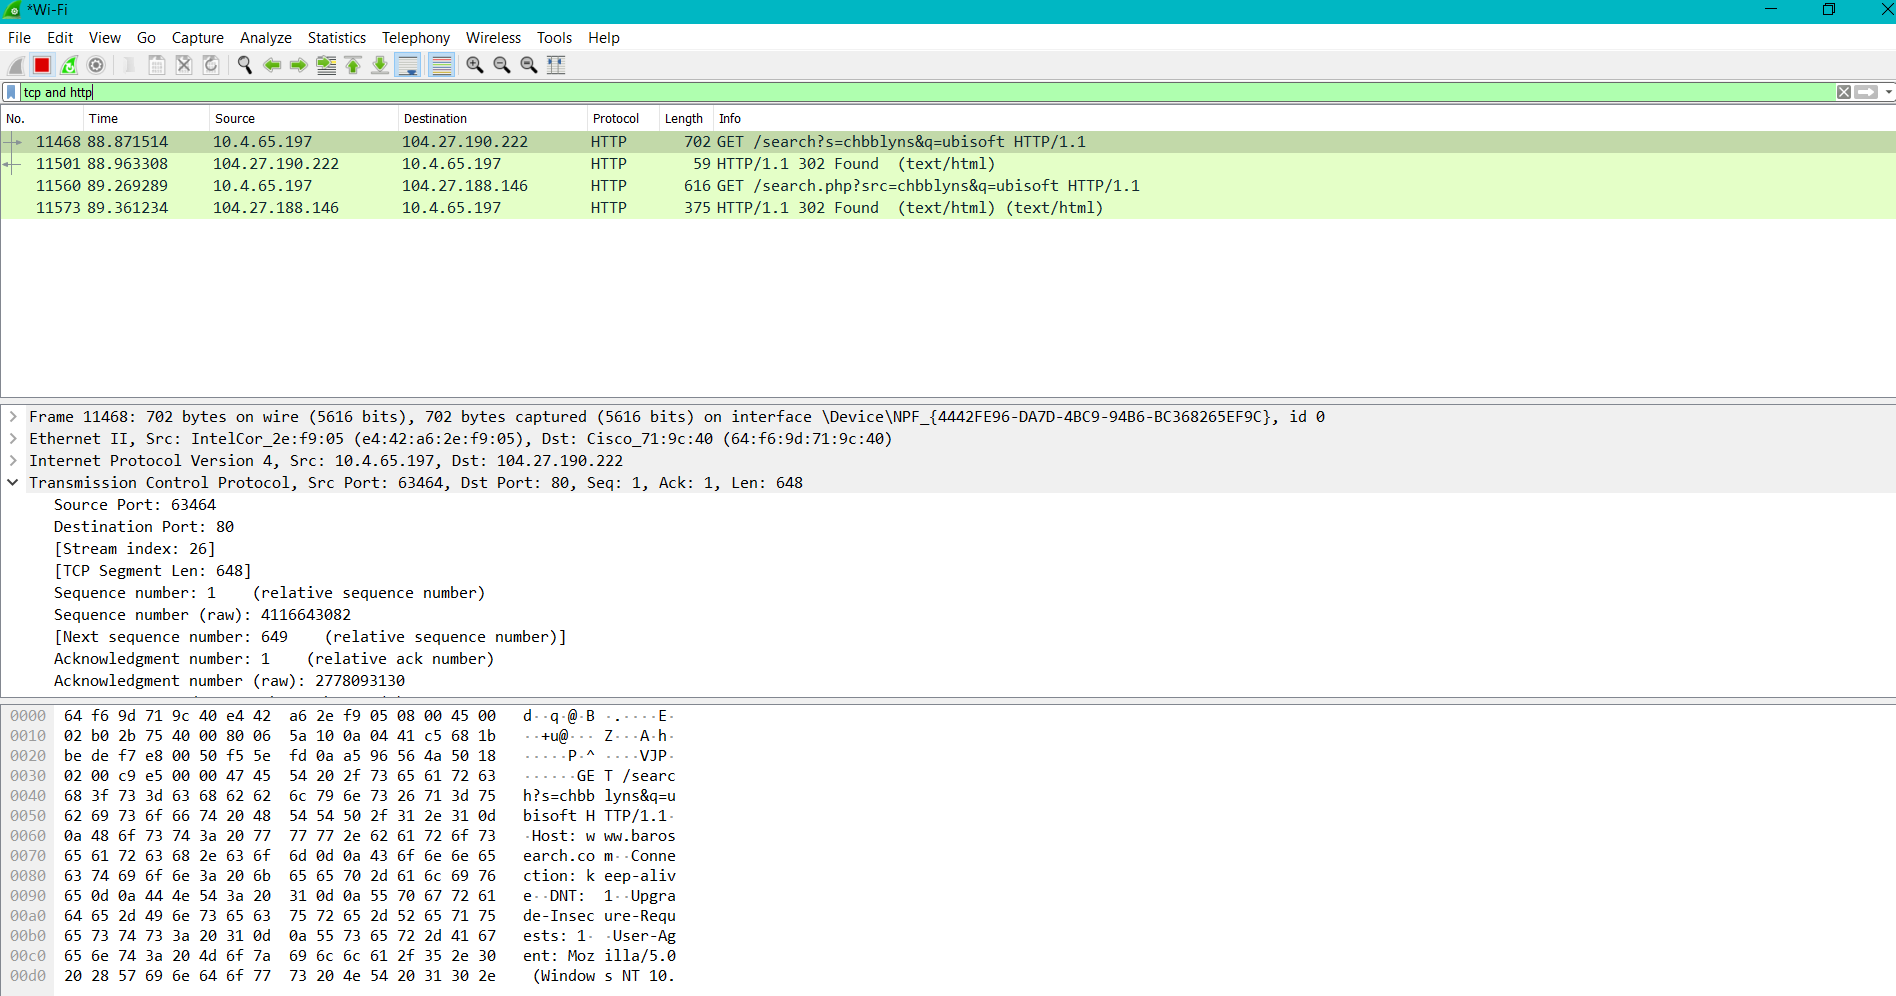 *Wi-Fi
File Edit View Go Capture Analyze Statistics Telephony Wireless Tools Help
tcp and http
No. Time Source Destination Protocol Length Info
11468 88.871514 10.4.65.197 104.27.190.222 HTTP 702 GET /search?s=chbblyns&q=ubisoft HTTP/1.1
11501 88.963308 104.27.190.222 10.4.65.197 HTTP 59 HTTP/1.1 302 Found (text/html)
11560 89.269289 10.4.65.197 104.27.188.146 HTTP 616 GET /search.php?src=chbblyns&q=ubisoft HTTP/1.1
11573 89.361234 104.27.188.146 10.4.65.197 HTTP 375 HTTP/1.1 302 Found (text/html) (text/html)
Frame 11468: 702 bytes on wire (5616 bits), 702 bytes captured (5616 bits) on interface \Device\NPF_{4442FE96-DA7D-4BC9-94B6-BC368265EF9C}, id 0
Ethernet II, Src: IntelCor_2e:f9:05 (e4:42:a6:2e:f9:05), Dst: Cisco_71:9c:40 (64:f6:9d:71:9c:40)
Internet Protocol Version 4, Src: 10.4.65.197, Dst: 104.27.190.222
Transmission Control Protocol, Src Port: 63464, Dst Port: 80, Seq: 1, Ack: 1, Len: 648
Source Port: 63464
Destination Port: 80
[Stream index: 26]
[TCP Segment Len: 648]
Sequence number: 1 (relative sequence number)
Sequence number (raw): 4116643082
[Next sequence number: 649 (relative sequence number)]
Acknowledgment number: 1 (relative ack number)
Acknowledgment number (raw): 2778093130
0000 64 f6 9d 71 9c 40 e4 42 a6 2e f9 05 08 00 45 00 d··q·@·B ·.····E·
0010 02 b0 2b 75 40 00 80 06 5a 10 0a 04 41 c5 68 1b ··+u@··· Z···A·h·
0020 be de f7 e8 00 50 f5 5e fd 0a a5 96 56 4a 50 18 ·····P·^ ····VJP·
0030 02 00 c9 e5 00 00 47 45 54 20 2f 73 65 61 72 63 ······GE T /searc
0040 68 3f 73 3d 63 68 62 62 6c 79 6e 73 26 71 3d 75 h?s=chbb lyns&q=u
0050 62 69 73 6f 66 74 20 48 54 54 50 2f 31 2e 31 0d bisoft H TTP/1.1·
0060 0a 48 6f 73 74 3a 20 77 77 77 2e 62 61 72 6f 73 ·Host: w ww.baros
0070 65 61 72 63 68 2e 63 6f 6d 0d 0a 43 6f 6e 6e 65 earch.co m··Conne
0080 63 74 69 6f 6e 3a 20 6b 65 65 70 2d 61 6c 69 76 ction: k eep-aliv
0090 65 0d 0a 44 4e 54 3a 20 31 0d 0a 55 70 67 72 61 e··DNT: 1··Upgra
00a0 64 65 2d 49 6e 73 65 63 75 72 65 2d 52 65 71 75 de-Insec ure-Requ
00b0 65 73 74 73 3a 20 31 0d 0a 55 73 65 72 2d 41 67 ests: 1· ·User-Ag
00c0 65 6e 74 3a 20 4d 6f 7a 69 6c 6c 61 2f 35 2e 30 ent: Moz illa/5.0
00d0 20 28 57 69 6e 64 6f 77 73 20 4e 54 20 31 30 2e (Window s NT 10.